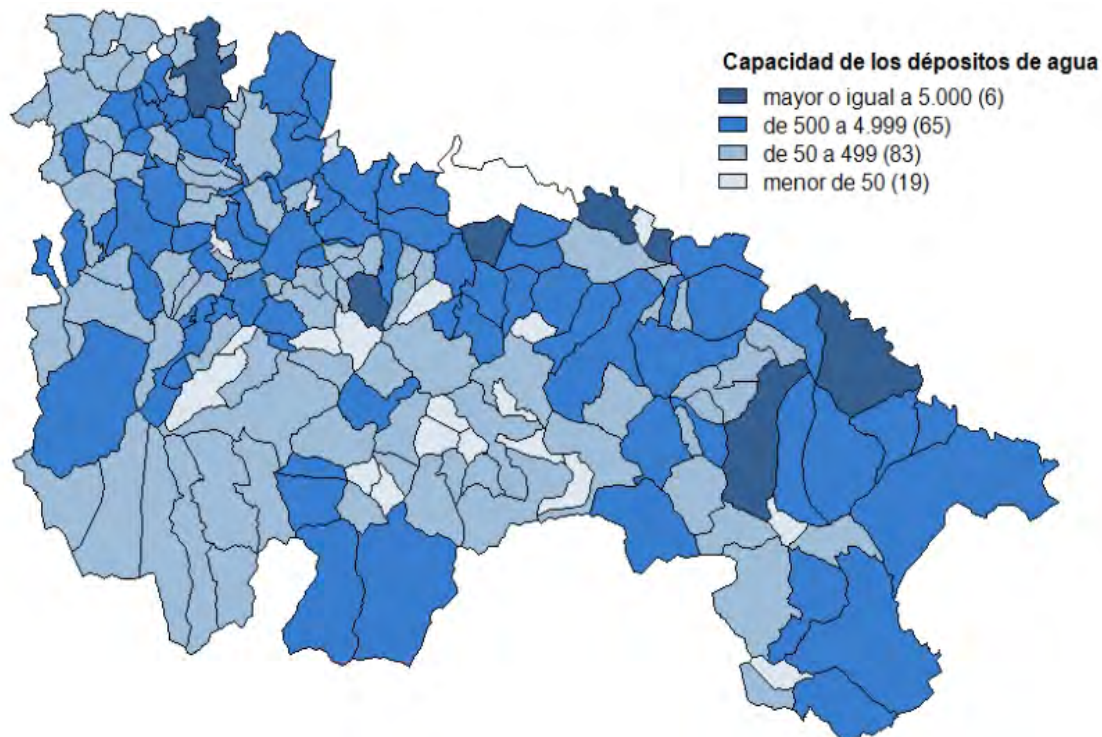 Capacidad de los dépositos de agua
mayor o igual a 5.000 (6)
de 500 a 4.999 (65)
de 50 a 499 (83)
menor de 50 (19)